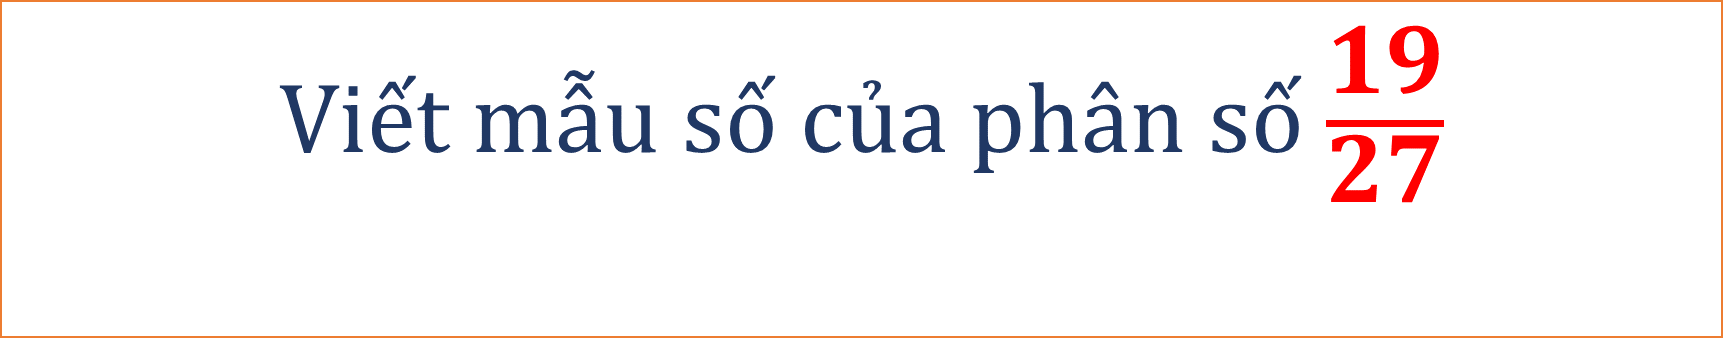 Viết mẫu số của phân số 19/27